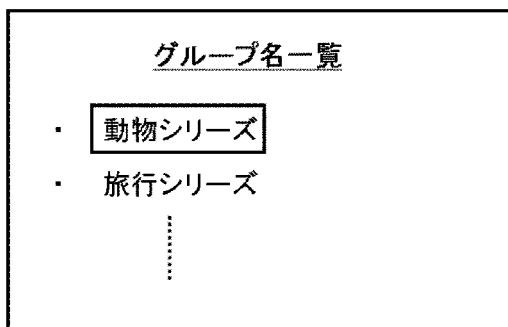 グループ名一覧
・ 動物シリーズ
・ 旅行シリーズ